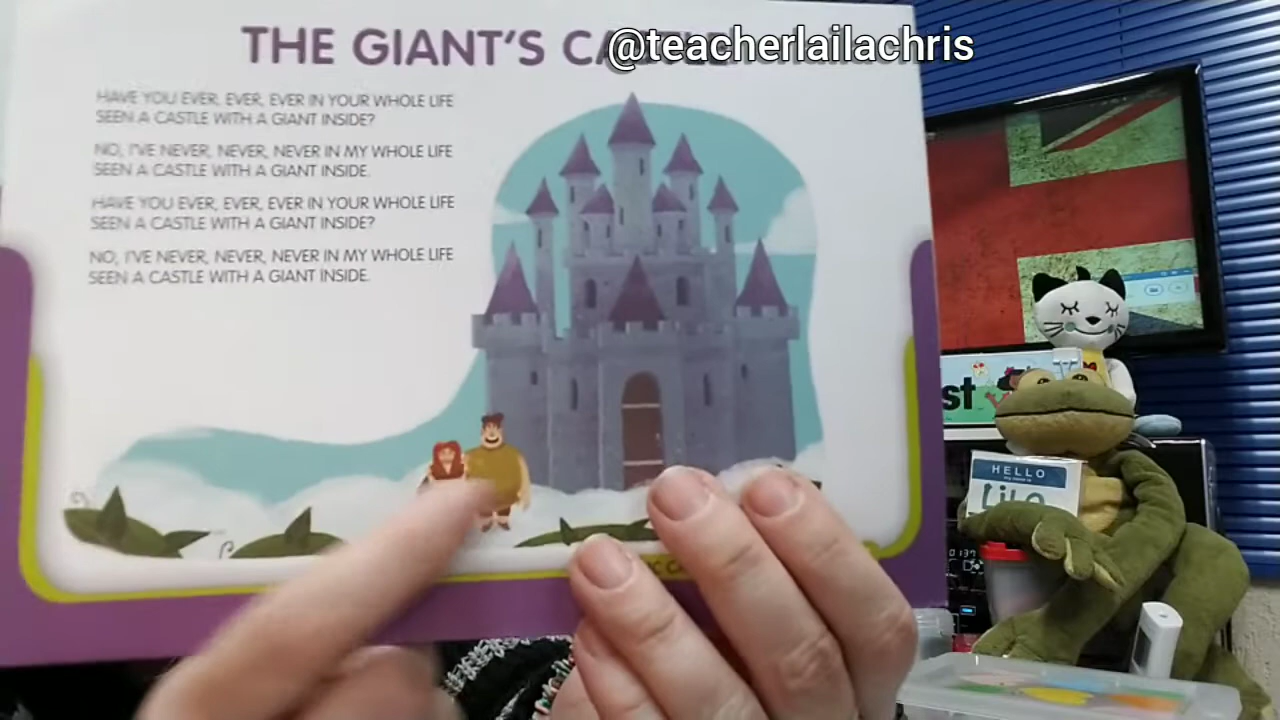 THE GIANT'S
@teacherlailachris
HAVE YOU EVER, EVER, EVER IN YOUR WHOLE LIFE
SEEN A CASTLE WITH A GIANT INSIDE?
NO, I'VE NEVER, NEVER, NEVER IN MY WHOLE LIFE
SEEN A CASTLE WITH A GIANT INSIDE.
HAVE YOU EVER, EVER, EVER IN YOUR WHOLE LIFE
SEEN A CASTLE WITH A GIANT INSIDE?
NO, I'VE NEVER, NEVER, NEVER IN MY WHOLE LIFE
SEEN A CASTLE WITH A GIANT INSIDE.
st
HELLO
my name is